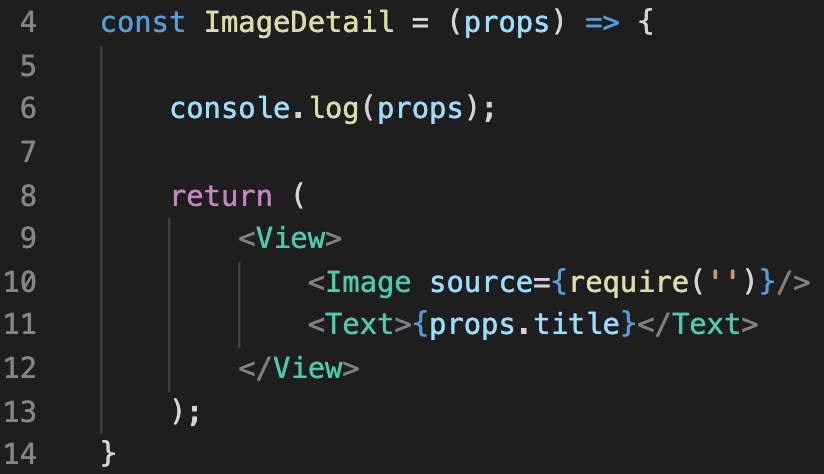 4 const ImageDetail = (props) => {
5
6 console.log(props);
7
8 return (
9 <View>
10 <Image source={require('')}/>
11 <Text>{props.title}</Text>
12 </View>
13 );
14 }